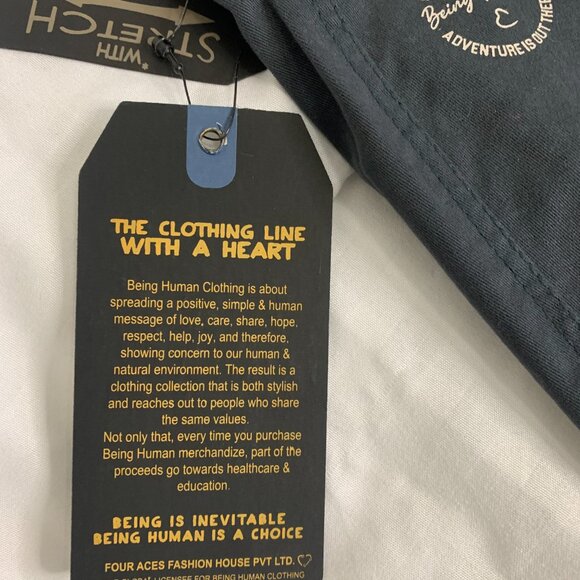 *
WITH
STRETCH
Being
ADVENTURE IS OUT THERE
THE CLOTHING LINE
WITH A HEART
Being Human Clothing is about
spreading a positive, simple & human
message of love, care, share, hope,
respect, help, joy, and therefore,
showing concern to our human &
natural environment. The result is a
clothing collection that is both stylish
and reaches out to people who share
the same values.
Not only that, every time you purchase
Being Human merchandize, part of the
proceeds go towards healthcare &
education.
BEING IS INEVITABLE
BEING HUMAN IS A CHOICE
FOUR ACES FASHION HOUSE PVT LTD.
GLOBAL LICENSEE FOR BEING HUMAN CLOTHING